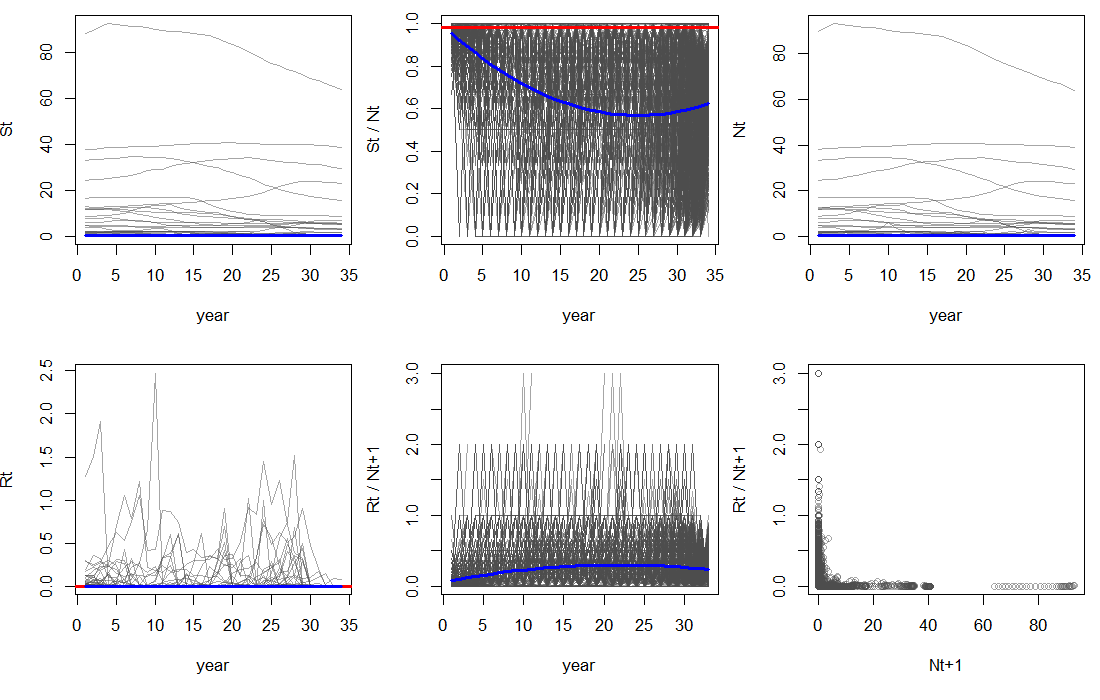 St
0 20 40 60 80
0 5 10 15 20 25 30 35
year
St / Nt
0.0 0.2 0.4 0.6 0.8 1.0
0 5 10 15 20 25 30 35
year
Nt
0 20 40 60 80
0 5 10 15 20 25 30 35
year
Rt
0.0 0.5 1.0 1.5 2.0 2.5
0 5 10 15 20 25 30 35
year
Rt / Nt+1
0.0 1.0 2.0 3.0
0 5 10 15 20 25 30
year
Rt / Nt+1
0.0 1.0 2.0 3.0
0 20 40 60 80
Nt+1